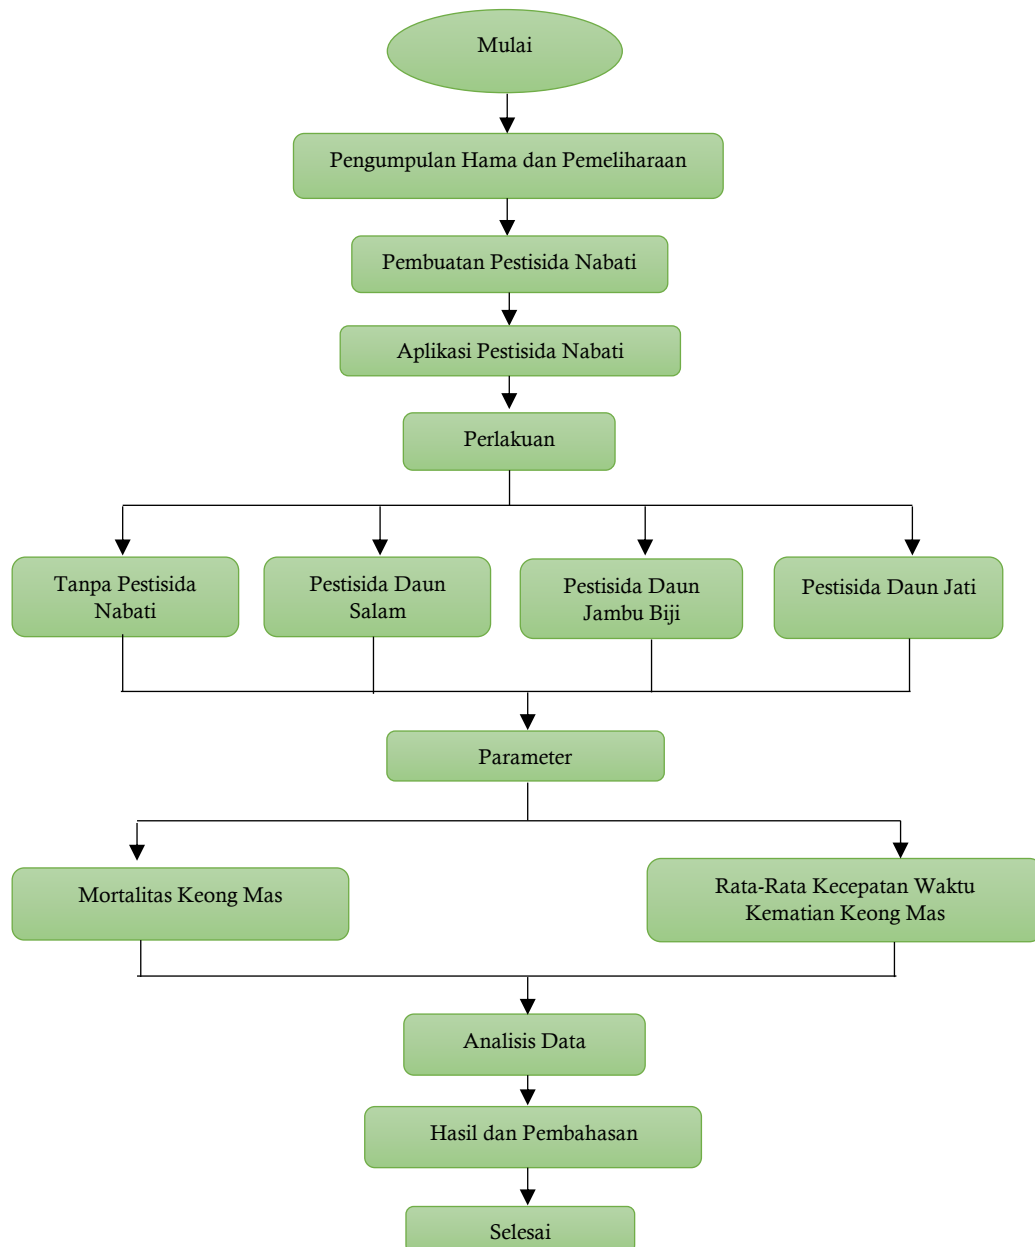 Mulai
Pengumpulan Hama dan Pemeliharaan
Pembuatan Pestisida Nabati
Aplikasi Pestisida Nabati
Perlakuan
Tanpa Pestisida
Nabati
Pestisida Daun
Salam
Pestisida Daun
Jambu Biji
Pestisida Daun Jati
Parameter
Mortalitas Keong Mas
Rata-Rata Kecepatan Waktu
Kematian Keong Mas
Analisis Data
Hasil dan Pembahasan
Selesai